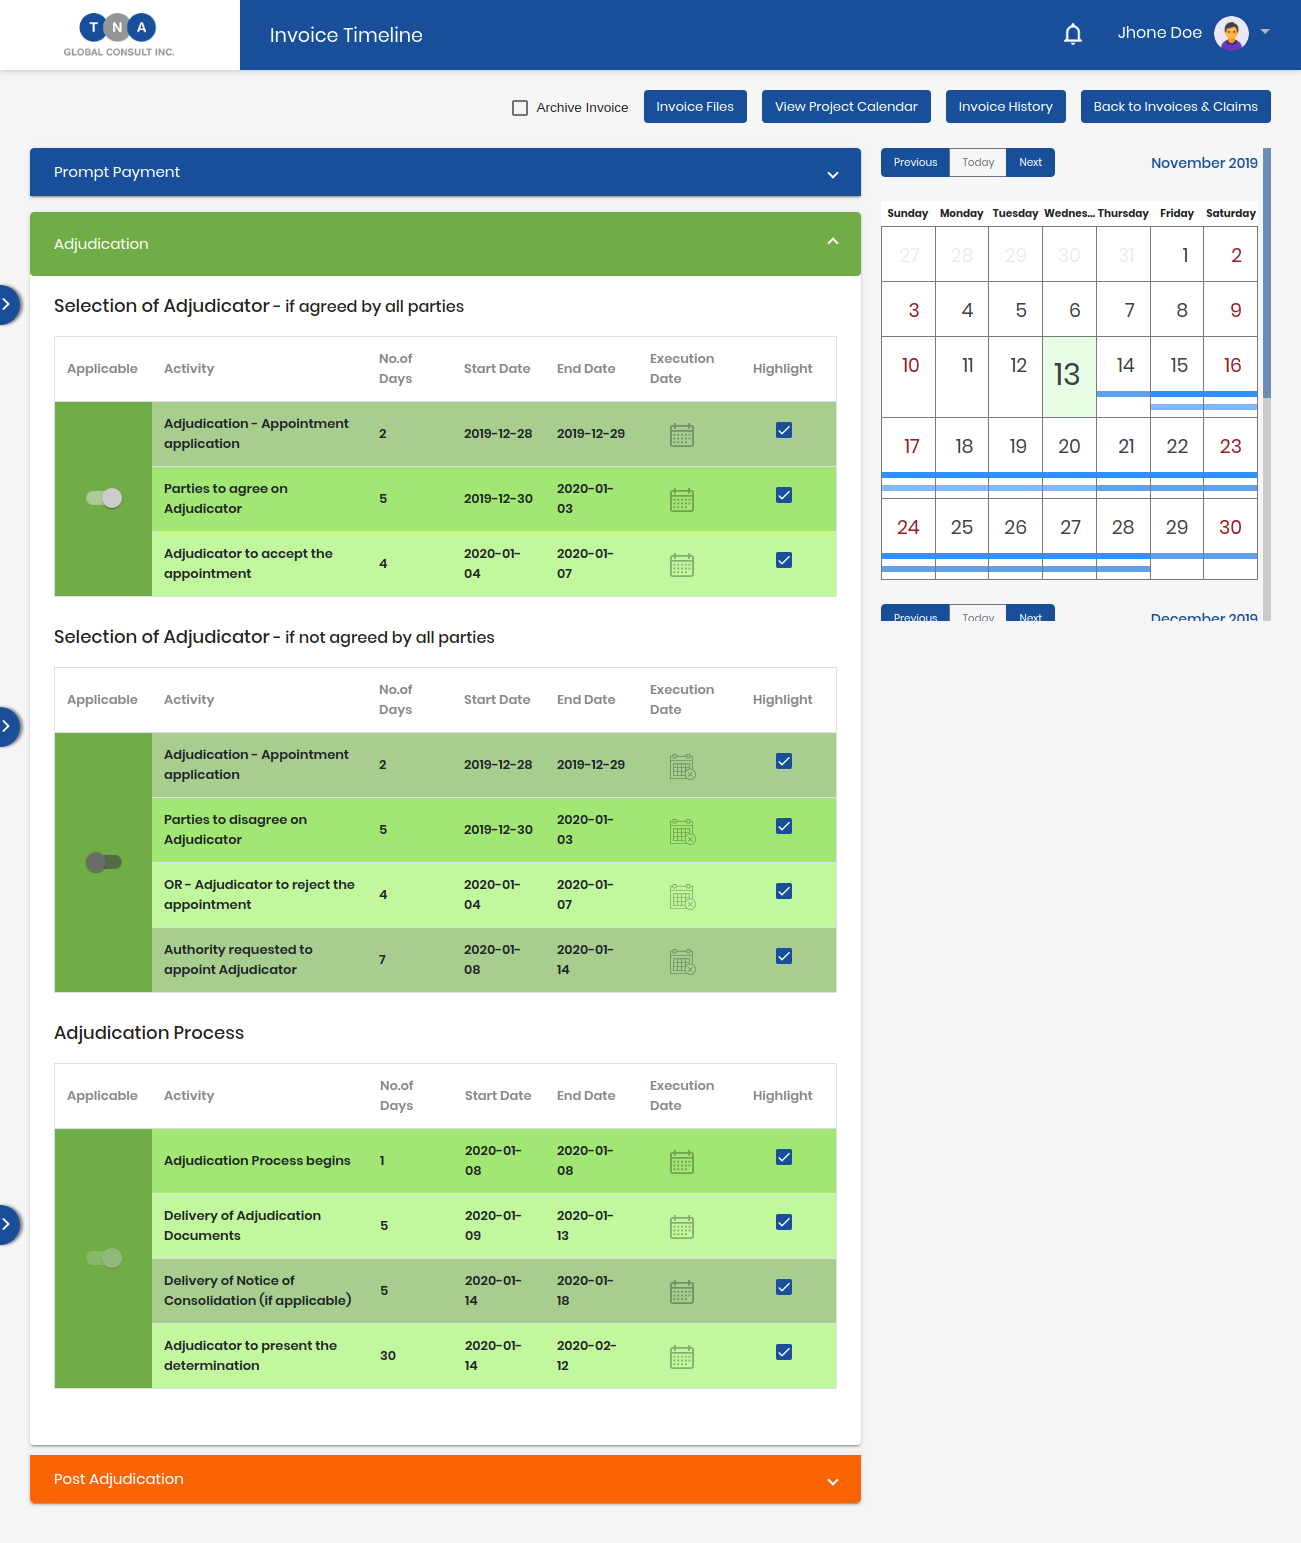 T N A
GLOBAL CONSULT INC.
Invoice Timeline
Jhone Doe
Archive Invoice
Invoice Files
View Project Calendar
Invoice History
Back to Invoices & Claims
Prompt Payment
Adjudication
Selection of Adjudicator - if agreed by all parties
Applicable Activity No.of Days Start Date End Date Execution Date Highlight
Adjudication - Appointment application 2 2019-12-28 2019-12-29
Parties to agree on Adjudicator 5 2019-12-30 2020-01-03
Adjudicator to accept the appointment 4 2020-01-04 2020-01-07
Selection of Adjudicator - if not agreed by all parties
Applicable Activity No.of Days Start Date End Date Execution Date Highlight
Adjudication - Appointment application 2 2019-12-28 2019-12-29
Parties to disagree on Adjudicator 5 2019-12-30 2020-01-03
OR - Adjudicator to reject the appointment 4 2020-01-04 2020-01-07
Authority requested to appoint Adjudicator 7 2020-01-08 2020-01-14
Adjudication Process
Applicable Activity No.of Days Start Date End Date Execution Date Highlight
Adjudication Process begins 1 2020-01-08 2020-01-08
Delivery of Adjudication Documents 5 2020-01-09 2020-01-13
Delivery of Notice of Consolidation (if applicable) 5 2020-01-14 2020-01-18
Adjudicator to present the determination 30 2020-01-14 2020-02-12
Post Adjudication
Previous Today Next November 2019
Sunday Monday Tuesday Wednes... Thursday Friday Saturday
27 28 29 30 31 1 2
3 4 5 6 7 8 9
10 11 12 13 14 15 16
17 18 19 20 21 22 23
24 25 26 27 28 29 30
Previous Today Next December 2019